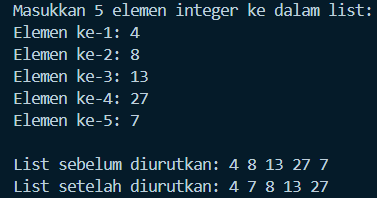 Masukkan 5 elemen integer ke dalam list:
Elemen ke-1: 4
Elemen ke-2: 8
Elemen ke-3: 13
Elemen ke-4: 27
Elemen ke-5: 7
List sebelum diurutkan: 4 8 13 27 7
List setelah diurutkan: 4 7 8 13 27